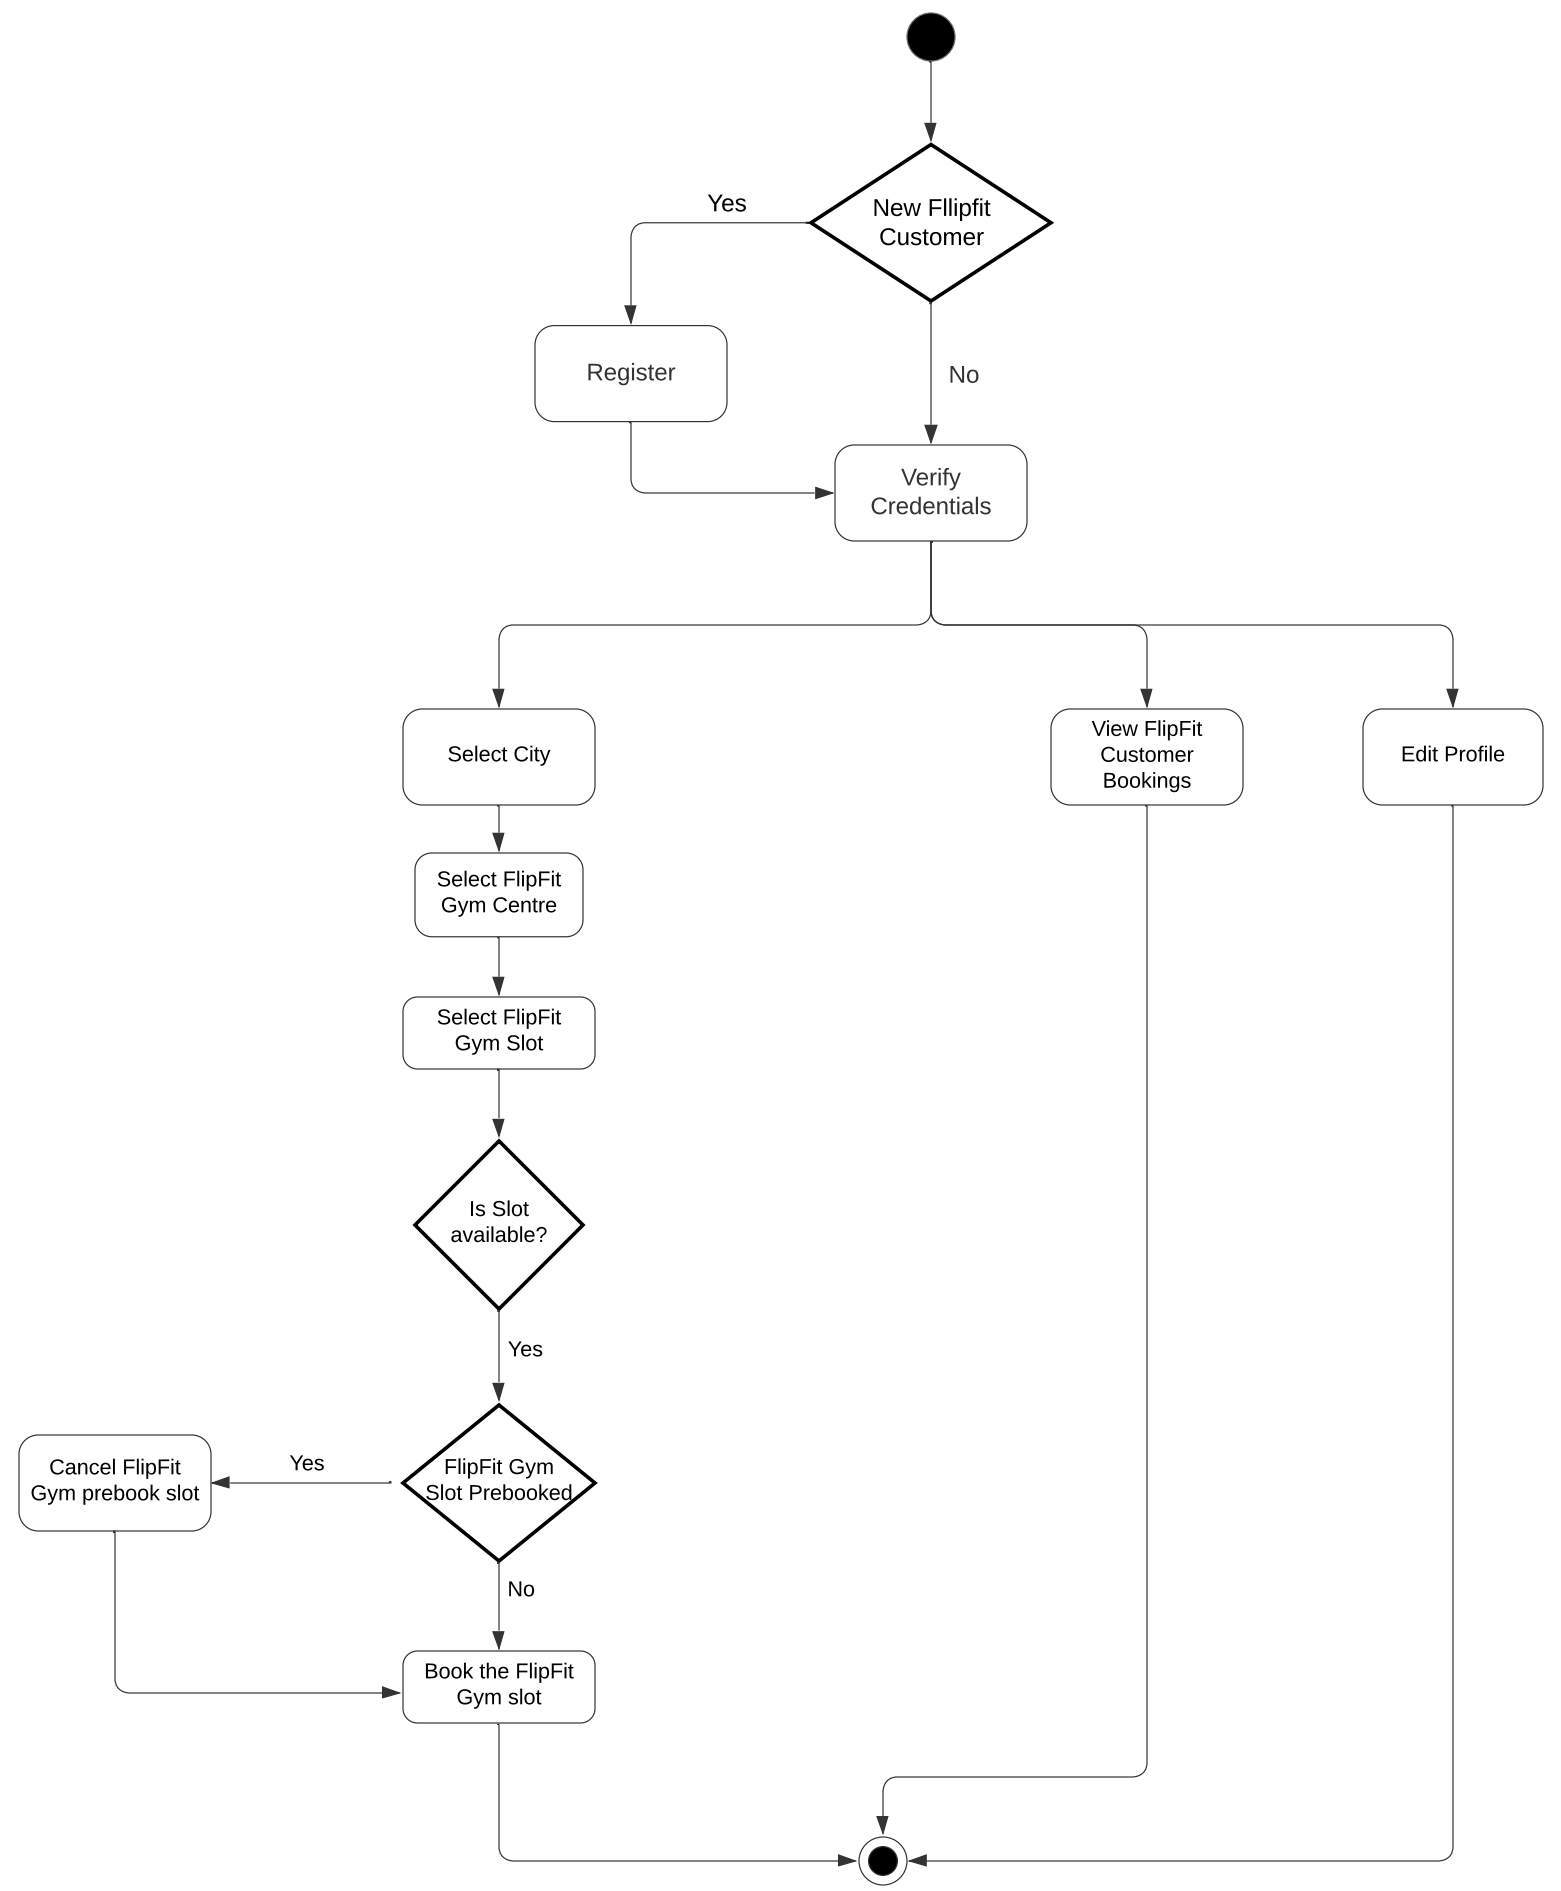 New Fllipfit
Customer
Yes
Register
No
Verify
Credentials
Select City
View FlipFit
Customer
Bookings
Edit Profile
Select FlipFit
Gym Centre
Select FlipFit
Gym Slot
Is Slot
available?
Yes
FlipFit Gym
Slot Prebooked
Yes
Cancel FlipFit
Gym prebook slot
No
Book the FlipFit
Gym slot